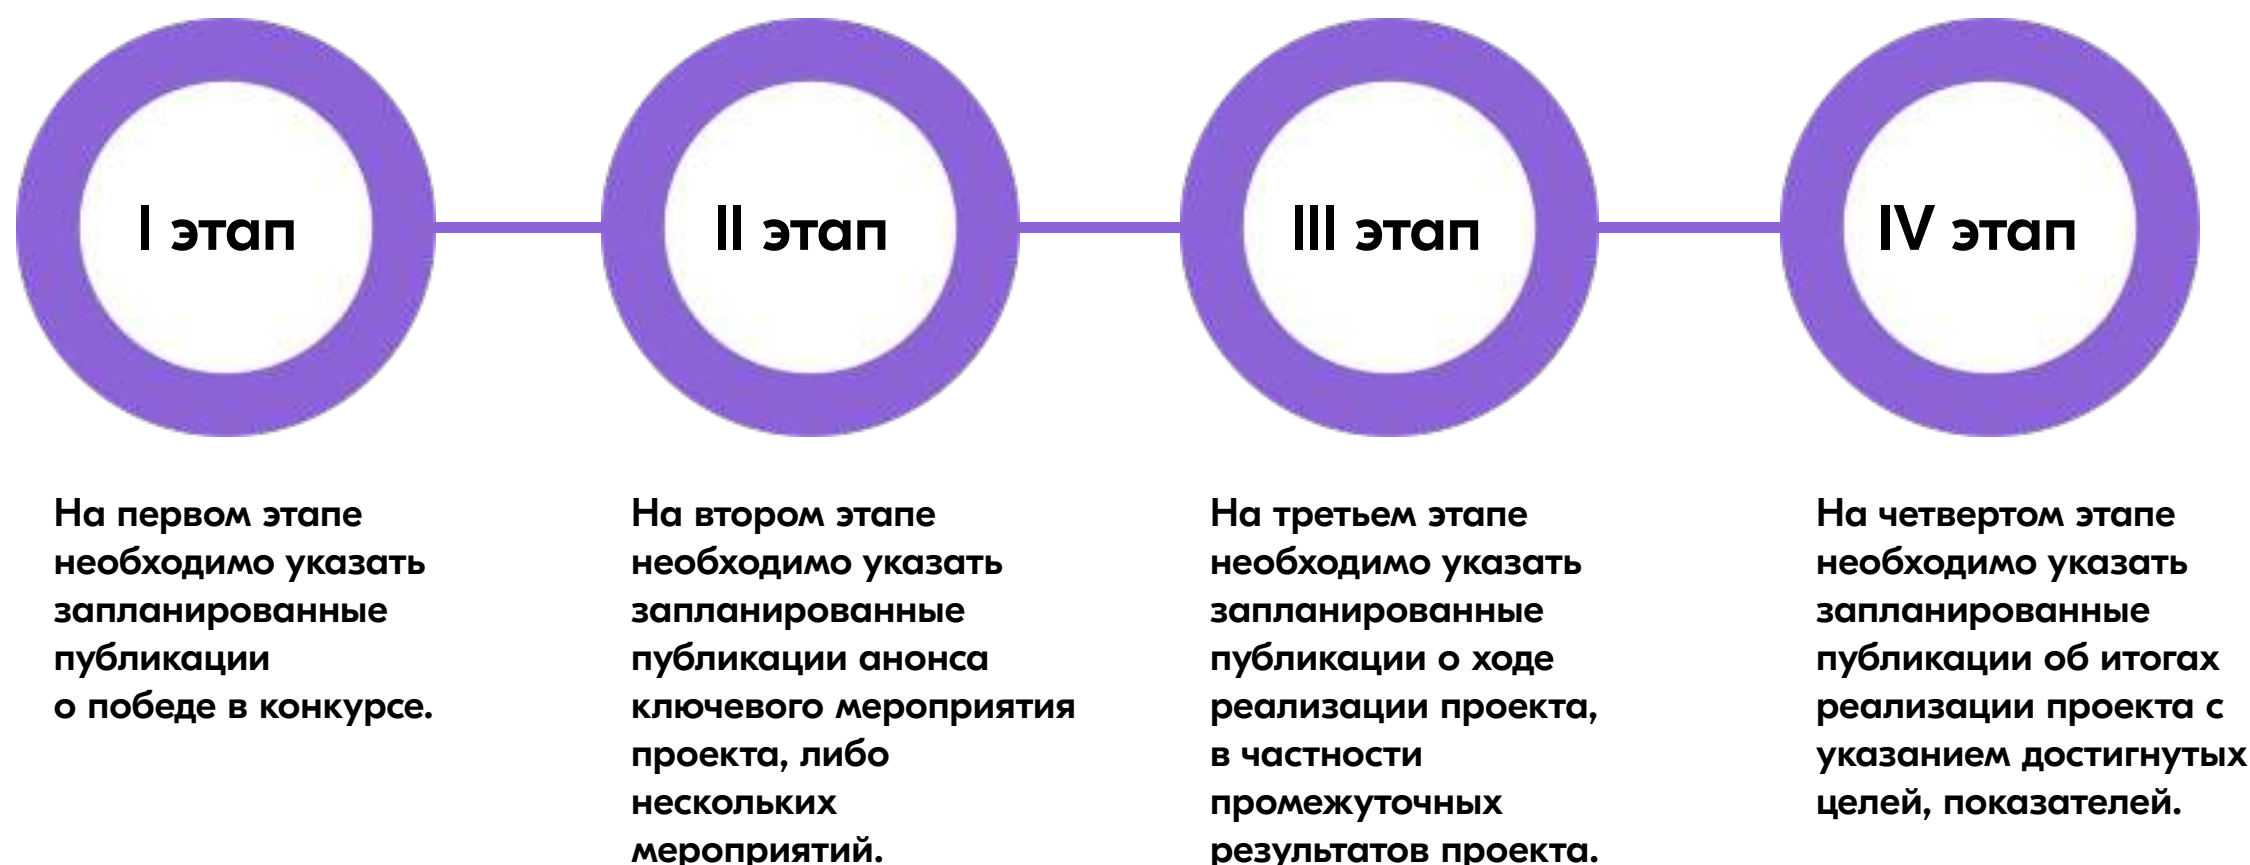 I этап
II этап
III этап
IV этап
На первом этапе
необходимо указать
запланированные
публикации
о победе в конкурсе.
На втором этапе
необходимо указать
запланированные
публикации анонса
ключевого мероприятия
проекта, либо
нескольких
мероприятий.
На третьем этапе
необходимо указать
запланированные
публикации о ходе
реализации проекта,
в частности
промежуточных
результатов проекта.
На четвертом этапе
необходимо указать
запланированные
публикации об итогах
реализации проекта с
указанием достигнутых
целей, показателей.